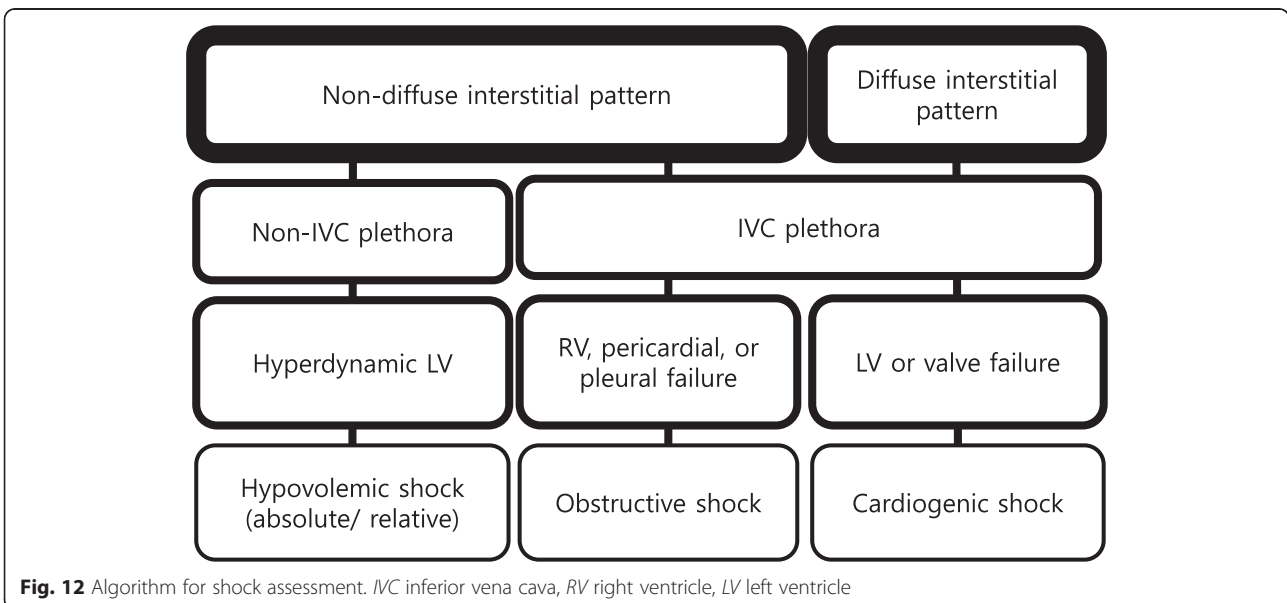 Non-diffuse interstitial pattern
Diffuse interstitial
pattern
Non-IVC plethora
IVC plethora
Hyperdynamic LV
RV, pericardial, or
pleural failure
LV or valve failure
Hypovolemic shock
(absolute/ relative)
Obstructive shock
Cardiogenic shock
Fig. 12 Algorithm for shock assessment. IVC inferior vena cava, RV right ventricle, LV left ventricle